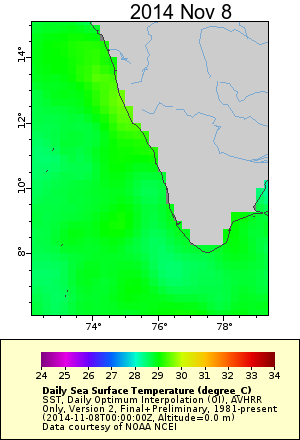 2014 Nov 8
14°
12°
10°
8°
74° 76° 78°
24 25 26 27 28 29 30 31 32 33 34
Daily Sea Surface Temperature (degree_C)
SST, Daily Optimum Interpolation (OI), AVHRR
Only, Version 2, Final+Preliminary, 1981-present
(2014-11-08T00:00:00Z, Altitude=0.0 m)
Data courtesy of NOAA NCEI